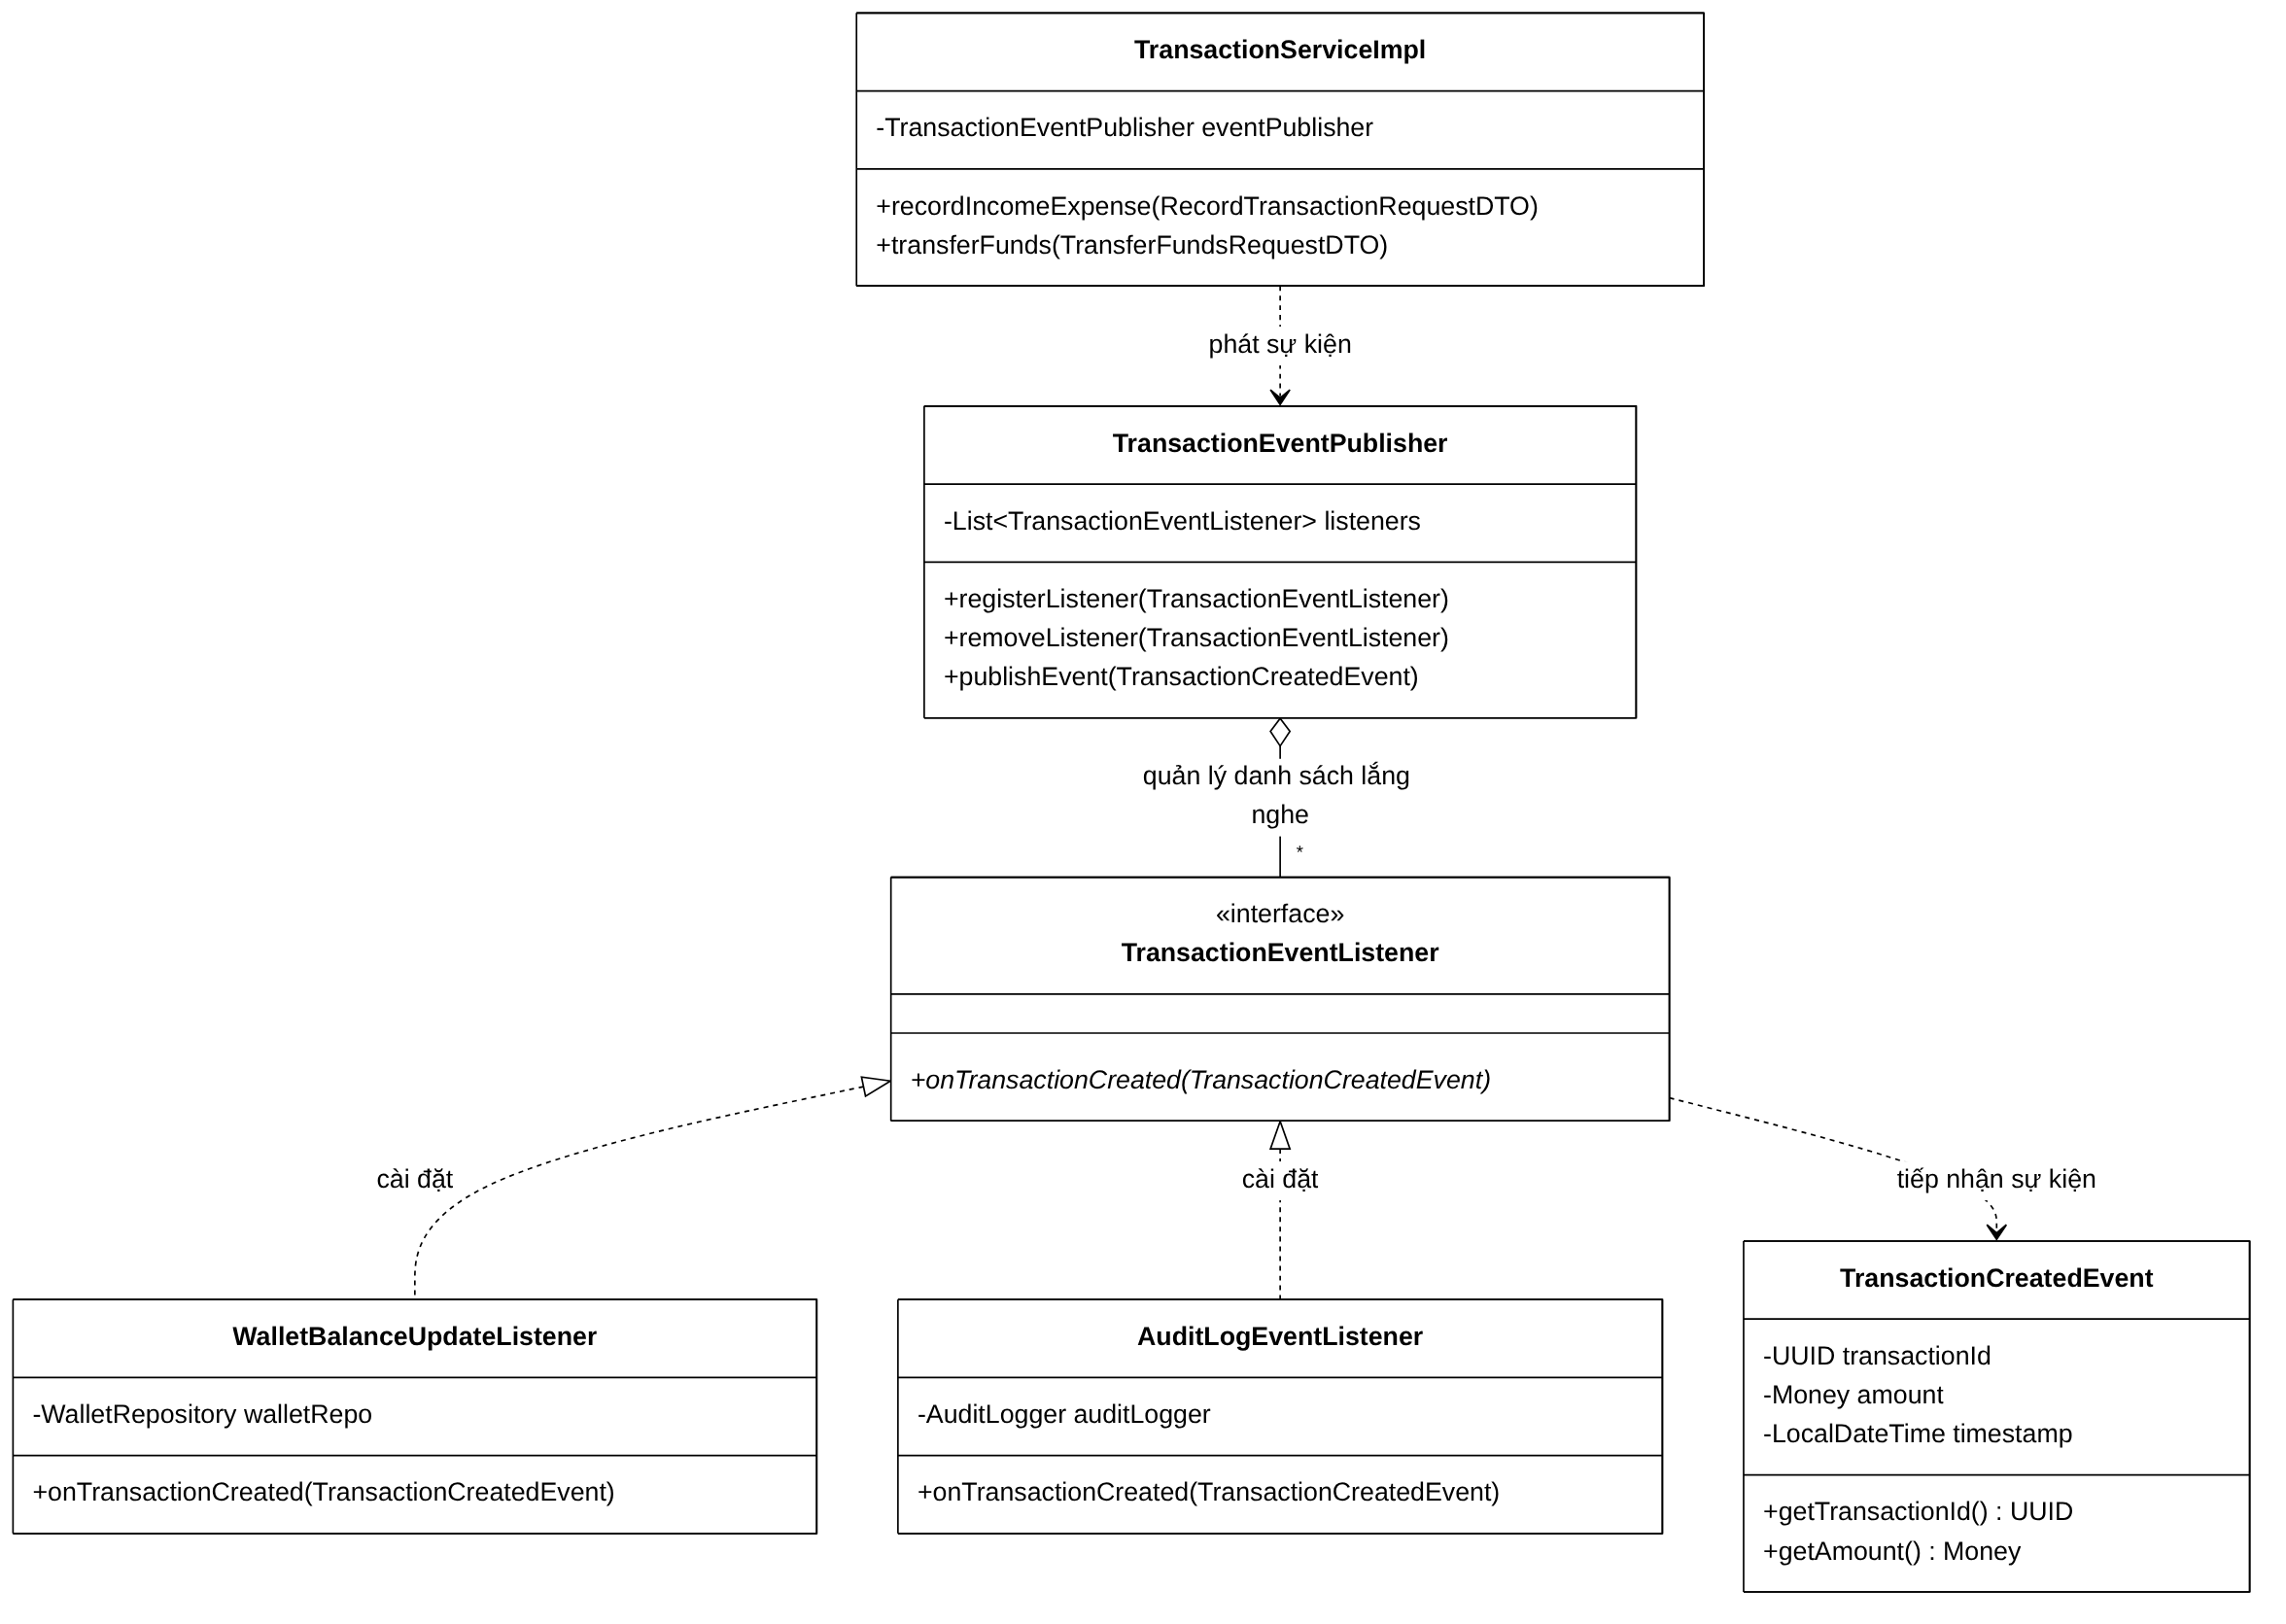 TransactionServiceImpl
-TransactionEventPublisher eventPublisher
+recordIncomeExpense(RecordTransactionRequestDTO)
+transferFunds(TransferFundsRequestDTO)
phát sự kiện
TransactionEventPublisher
-List<TransactionEventListener> listeners
+registerListener(TransactionEventListener)
+removeListener(TransactionEventListener)
+publishEvent(TransactionCreatedEvent)
quản lý danh sách lắng
nghe
*
«interface»
TransactionEventListener
+onTransactionCreated(TransactionCreatedEvent)
cài đặt
cài đặt
tiếp nhận sự kiện
WalletBalanceUpdateListener
-WalletRepository walletRepo
+onTransactionCreated(TransactionCreatedEvent)
AuditLogEventListener
-AuditLogger auditLogger
+onTransactionCreated(TransactionCreatedEvent)
TransactionCreatedEvent
-UUID transactionId
-Money amount
-LocalDateTime timestamp
+getTransactionId() : UUID
+getAmount() : Money